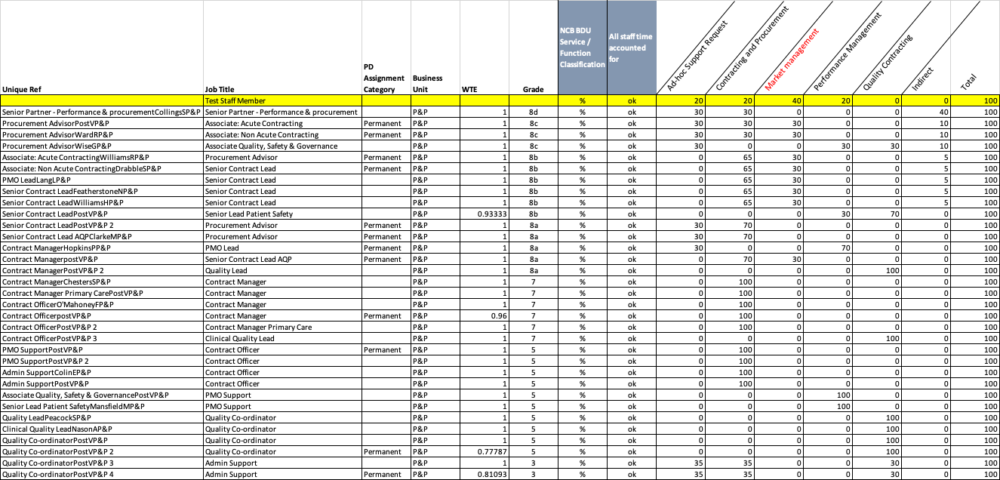 NCB BDU
Service /
Function
Classification
All staff time
accounted
for
Ad-hoc Support Request
Contracting and Procurement
Market management
Performance Management
Quality Contracting
Indirect
Total
PD
Assignment
Category
Business
Unit
Unique Ref Job Title WTE Grade
Test Staff Member % ok 20 20 40 20 0 0 100
Senior Partner - Performance & procurementCollingsSP&P Senior Partner - Performance & procurement P&P 1 8d % ok 30 30 0 0 0 40 100
Procurement AdvisorPostVP&P Associate: Acute Contracting Permanent P&P 1 8c % ok 30 30 30 0 0 10 100
Procurement AdvisorWardRP&P Associate: Non Acute Contracting Permanent P&P 1 8c % ok 30 30 30 0 0 10 100
Procurement AdvisorWiseGP&P Associate Quality, Safety & Governance P&P 1 8c % ok 30 0 0 30 30 10 100
Associate: Acute ContractingWilliamsRP&P Procurement Advisor Permanent P&P 1 8b % ok 0 65 30 0 0 5 100
Associate: Non Acute ContractingDrabbleSP&P Senior Contract Lead Permanent P&P 1 8b % ok 0 65 30 0 0 5 100
PMO LeadLangLP&P Senior Contract Lead P&P 1 8b % ok 0 65 30 0 0 5 100
Senior Contract LeadFeatherstoneNP&P Senior Contract Lead P&P 1 8b % ok 0 65 30 0 0 5 100
Senior Contract LeadWilliamsHP&P Senior Contract Lead P&P 1 8b % ok 0 65 30 0 0 5 100
Senior Contract LeadPostVP&P Senior Lead Patient Safety P&P 0.93333 8b % ok 0 0 0 30 70 0 100
Senior Contract LeadPostVP&P 2 Procurement Advisor Permanent P&P 1 8a % ok 30 70 0 0 0 0 100
Senior Contract Lead AQPClarkeMP&P Procurement Advisor Permanent P&P 1 8a % ok 30 70 0 0 0 0 100
Contract ManagerHopkinsPP&P PMO Lead Permanent P&P 1 8a % ok 30 0 0 70 0 0 100
Contract ManagerpostVP&P Senior Contract Lead AQP Permanent P&P 1 8a % ok 0 70 30 0 0 0 100
Contract ManagerPostVP&P 2 Quality Lead P&P 1 8a % ok 0 0 0 0 100 0 100
Contract ManagerChestersSP&P Contract Manager P&P 1 7 % ok 0 100 0 0 0 0 100
Contract Manager Primary CarePostVP&P Contract Manager P&P 1 7 % ok 0 100 0 0 0 0 100
Contract OfficerO'MahoneyFP&P Contract Manager P&P 1 7 % ok 0 100 0 0 0 0 100
Contract OfficerpostVP&P Contract Manager Permanent P&P 0.96 7 % ok 0 100 0 0 0 0 100
Contract OfficerPostVP&P 2 Contract Manager Primary Care P&P 1 7 % ok 0 100 0 0 0 0 100
Contract OfficerPostVP&P 3 Clinical Quality Lead P&P 1 7 % ok 0 0 0 0 100 0 100
PMO SupportPostVP&P Contract Officer Permanent P&P 1 5 % ok 0 100 0 0 0 0 100
PMO SupportPostVP&P 2 Contract Officer P&P 1 5 % ok 0 100 0 0 0 0 100
Admin SupportColinEP&P Contract Officer P&P 1 5 % ok 0 100 0 0 0 0 100
Admin SupportPostVP&P Contract Officer P&P 1 5 % ok 0 100 0 0 0 0 100
Associate Quality, Safety & GovernancePostVP&P PMO Support P&P 1 5 % ok 0 0 0 100 0 0 100
Senior Lead Patient SafetyMansfieldMP&P PMO Support P&P 1 5 % ok 0 0 0 100 0 0 100
Quality LeadPeacockSP&P Quality Co-ordinator P&P 1 5 % ok 0 0 0 0 100 0 100
Clinical Quality LeadNasonAP&P Quality Co-ordinator P&P 1 5 % ok 0 0 0 0 100 0 100
Quality Co-ordinatorPostVP&P Quality Co-ordinator P&P 1 5 % ok 0 0 0 0 100 0 100
Quality Co-ordinatorPostVP&P 2 Quality Co-ordinator Permanent P&P 0.77787 5 % ok 0 0 0 0 100 0 100
Quality Co-ordinatorPostVP&P 3 Admin Support P&P 1 3 % ok 35 35 0 0 30 0 100
Quality Co-ordinatorPostVP&P 4 Admin Support Permanent P&P 0.81093 3 % ok 35 35 0 0 30 0 100